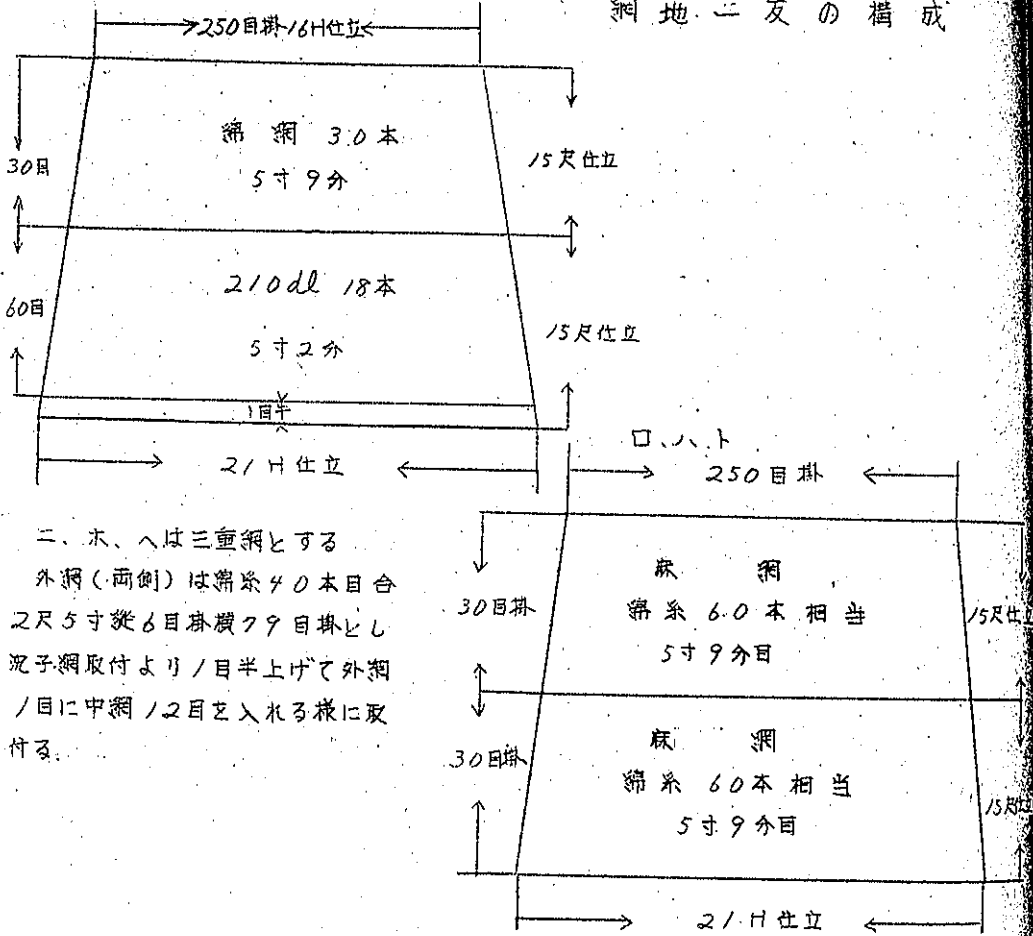 網地一反の構成
250目掛16H仕立
30目
綿網 30本
5寸9分
15尺仕立
60目
210dl 18本
5寸2分
15尺仕立
1目半
21H仕立
ニ、ホ、ヘは三重網とする
外網(両側)は綿糸40本目合
2尺5寸縦6目掛横79目掛とし
沉子網取付より1目半上げて外網
1目に中網12目を入れる様に取
付る.
ロ、ハ、ト
250目掛
30目掛
麻網
綿糸 60本相当
5寸9分目
15尺仕立
30目掛
麻網
綿糸 60本相当
5寸9分目
15尺仕立
21.H仕立